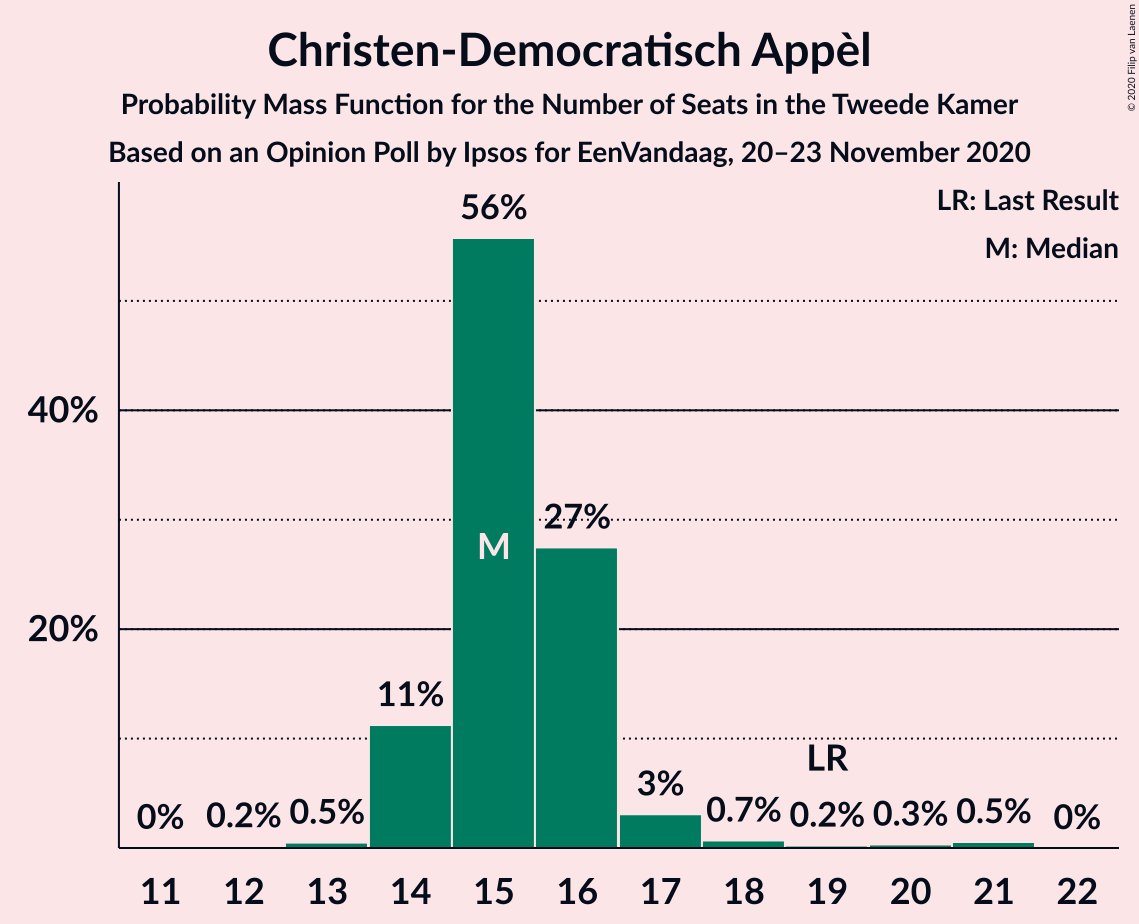 Christen-Democratisch Appèl
Probability Mass Function for the Number of Seats in the Tweede Kamer
Based on an Opinion Poll by Ipsos for EenVandaag, 20–23 November 2020
© 2020 Filip van Laenen
LR: Last Result
M: Median
56%
40%
27%
M
20%
11%
LR
3%
0% 0.2% 0.5% 0.7% 0.2% 0.3% 0.5% 0%
11 12 13 14 15 16 17 18 19 20 21 22